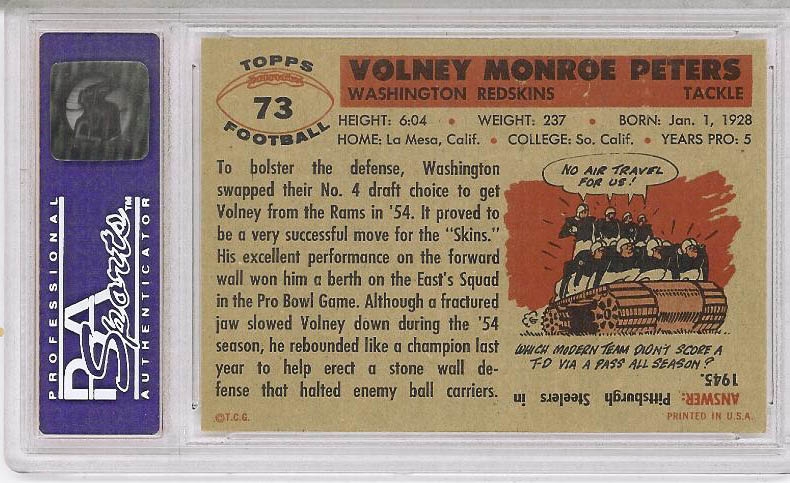 PROFESSIONAL
PSA
Sports™
AUTHENTICATOR
TOPPS
73
FOOTBALL
VOLNEY MONROE PETERS
WASHINGTON REDSKINS TACKLE
HEIGHT: 6:04 • WEIGHT: 237 • BORN: Jan. 1, 1928
HOME: La Mesa, Calif. • COLLEGE: So. Calif. • YEARS PRO: 5
To bolster the defense, Washington
swapped their No. 4 draft choice to get
Volney from the Rams in '54. It proved to
be a very successful move for the "Skins."
His excellent performance on the forward
wall won him a berth on the East's Squad
in the Pro Bowl Game. Although a fractured
jaw slowed Volney down during the '54
season, he rebounded like a champion last
year to help erect a stone wall de-
fense that halted enemy ball carriers.
©T.C.G.
NO AIR TRAVEL
FOR US!
WHICH MODERN TEAM DIDN'T SCORE A
T-D VIA A PASS ALL SEASON?
ANSWER: Pittsburgh Steelers in
1945.
PRINTED IN U.S.A.